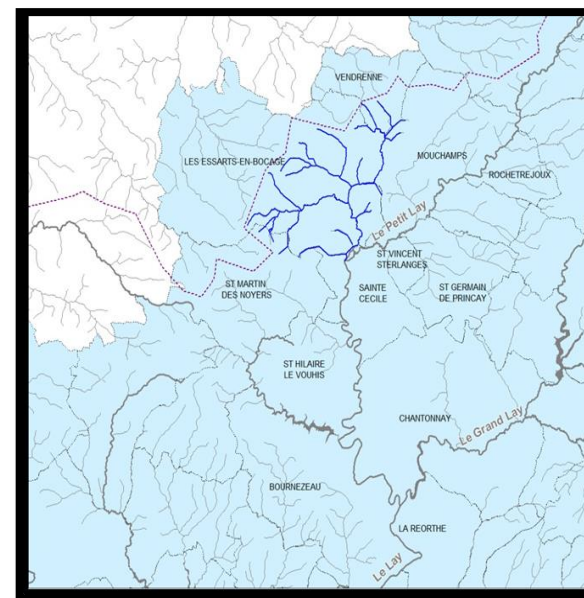 VENDRENNE
LES ESSARTS-EN-BOCAGE
MOUCHAMPS
ROCHETREJOUX
Le Petit Lay
ST VINCENT
STERLANGES
ST MARTIN
DES NOYERS
SAINTE
CECILE
ST GERMAIN
DE PRINCAY
ST HILAIRE
LE VOUHIS
CHANTONNAY
Le Grand Lay
BOURNEZEAU
LA REORTHE
Le Lay